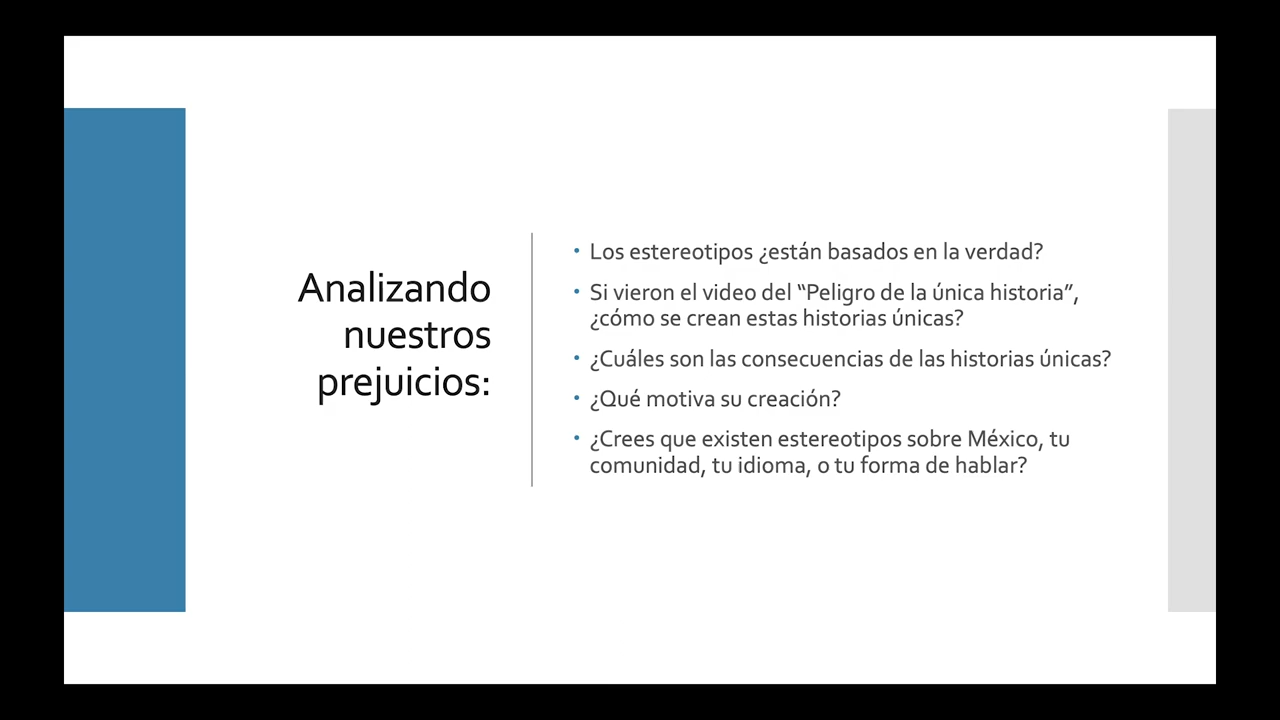 Analizando
nuestros
prejuicios:
• Los estereotipos ¿están basados en la verdad?
• Si vieron el video del “Peligro de la única historia”,
¿cómo se crean estas historias únicas?
• ¿Cuáles son las consecuencias de las historias únicas?
• ¿Qué motiva su creación?
• ¿Crees que existen estereotipos sobre México, tu
comunidad, tu idioma, o tu forma de hablar?